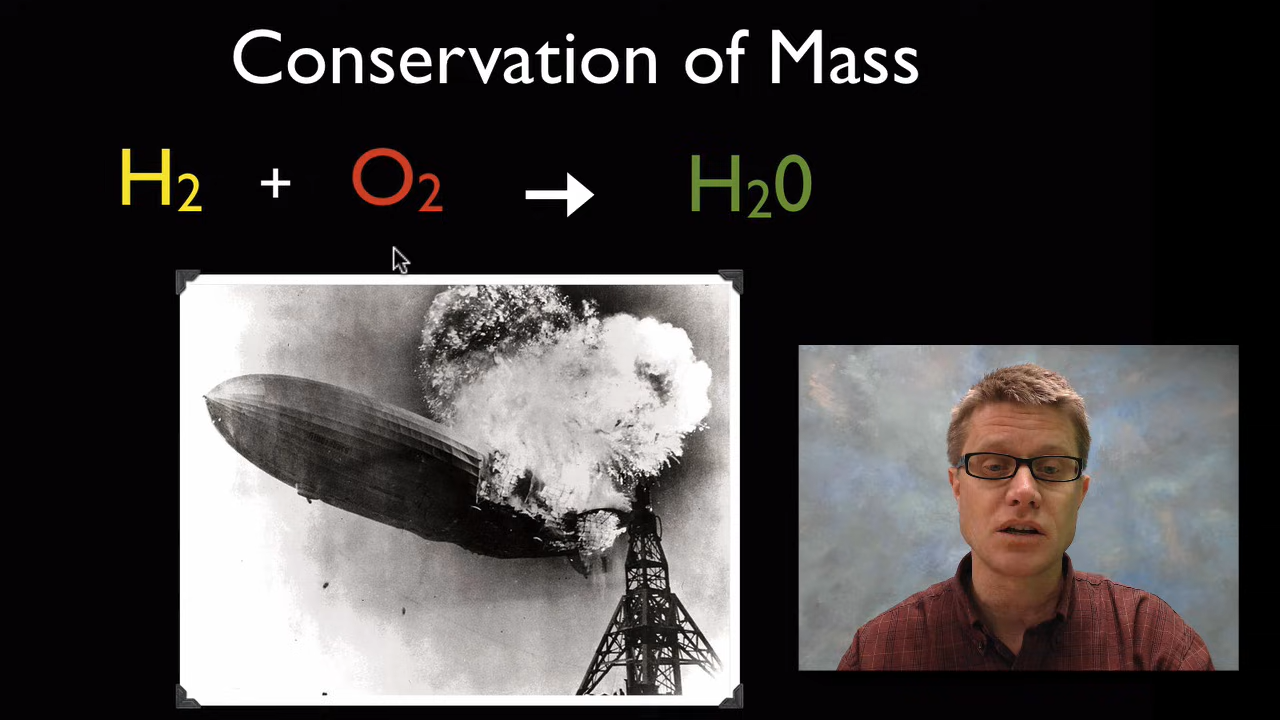 Conservation of Mass
H₂ + O₂ → H₂0